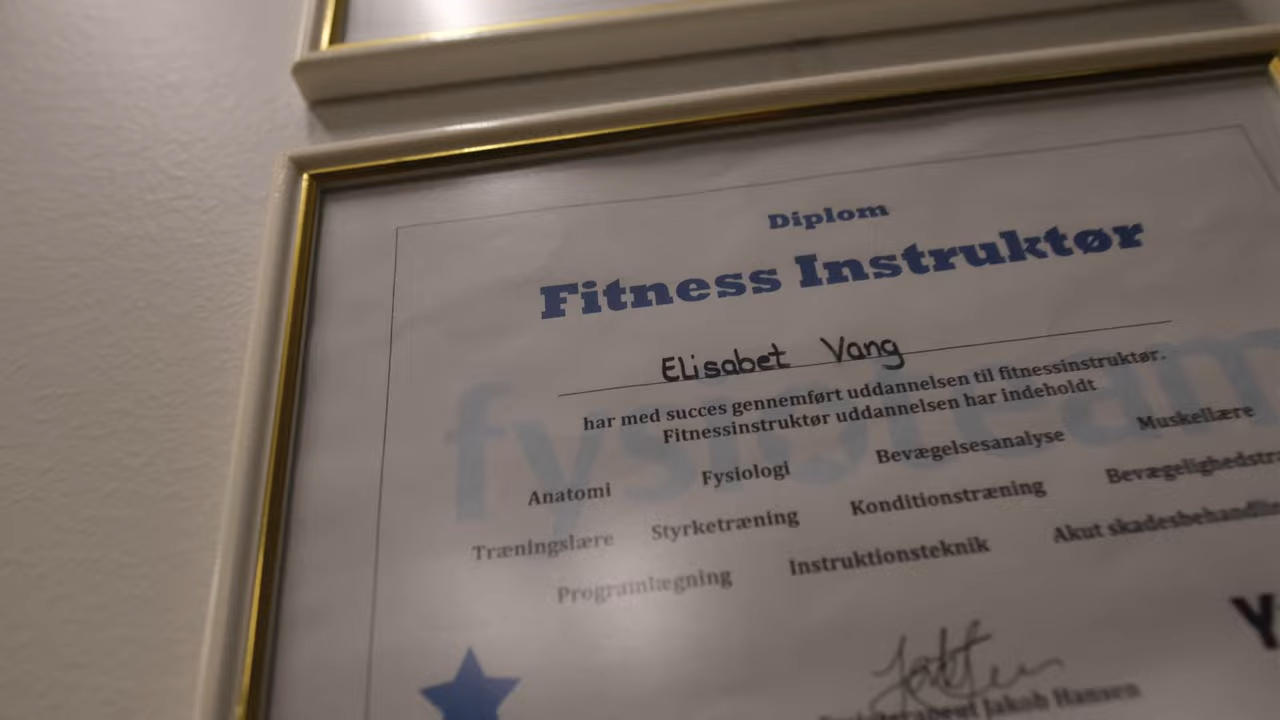 Diplom
Fitness Instruktør
Elisabet Vang
har med succes gennemført uddannelsen til fitnessinstruktør.
Fitnessinstruktør uddannelsen har indeholdt
Anatomi Fysiologi Bevægelsesanalyse Muskellære
Træningslære Styrketræning Konditionstræning
Programlægning Instruktionsteknik Akut
Jakob Hansen